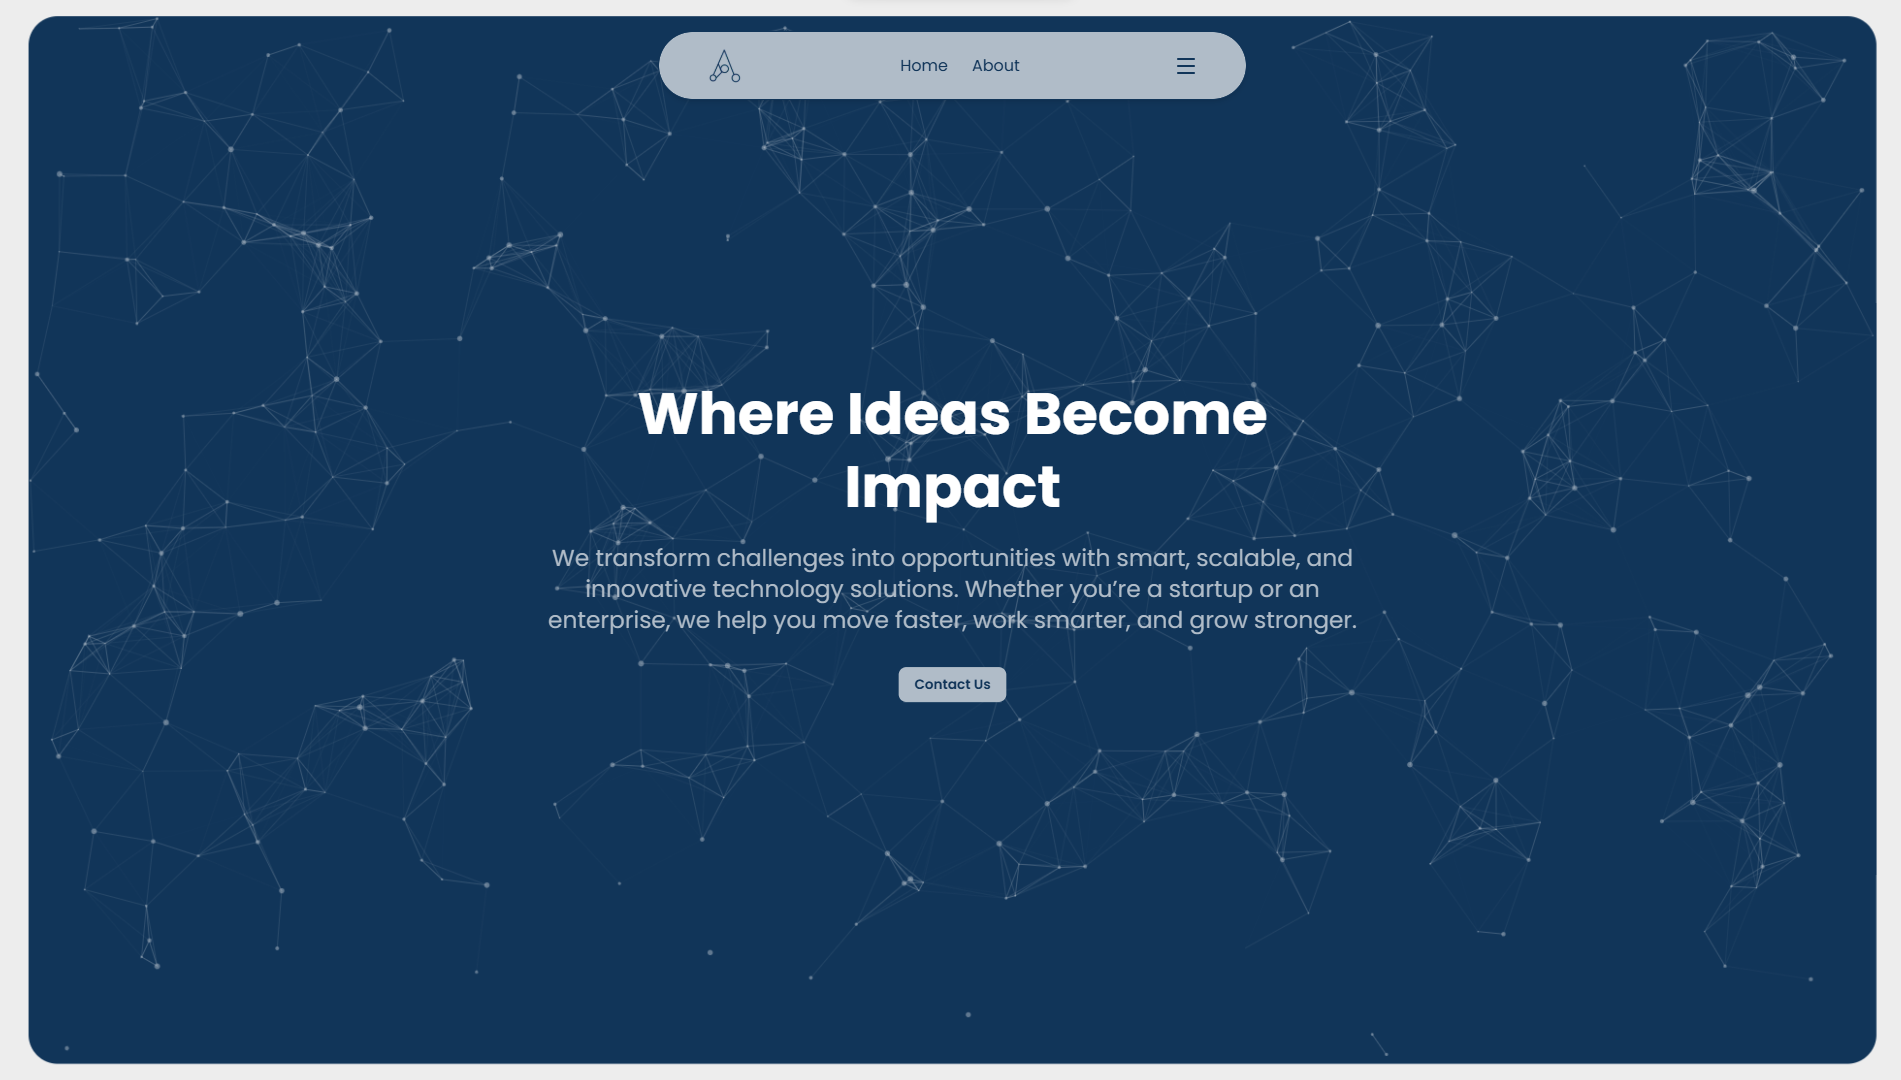 Home About
Where Ideas Become
Impact
We transform challenges into opportunities with smart, scalable, and
innovative technology solutions. Whether you’re a startup or an
enterprise, we help you move faster, work smarter, and grow stronger.
Contact Us